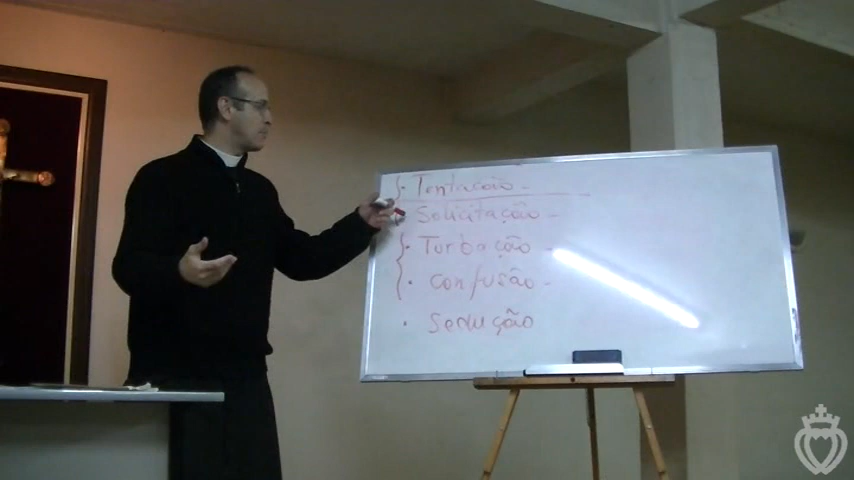 { · Tentação -
Solicitação -
{ · Turbação -
· Confusão -
· Sedução